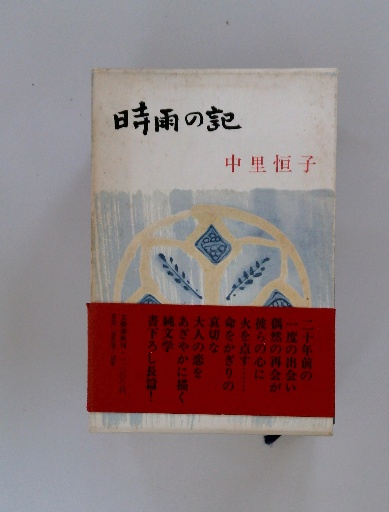 時雨の記
中里恒子
二十年前の
一度の出会い
偶然の再会が
彼らの心に
火を点す……
命をかぎりの
真切な
大人の恋を
あざやかに描く
純文学
書下ろし長篇！